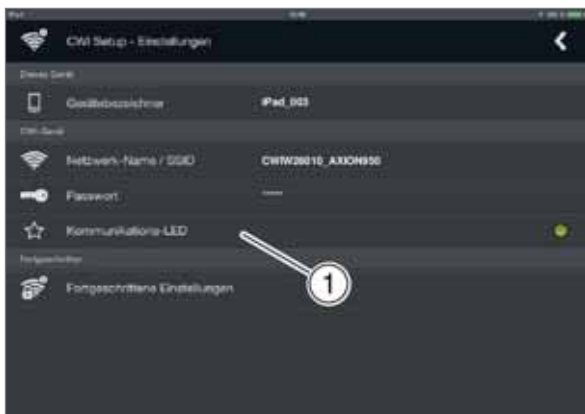 CWI Setup - Einstellungen
Dieses Gerät
Gerätebezeichner iPad_003
CWI-Gerät
Netzwerk-Name / SSID CWIW26010_AXION950
Passwort
Kommunikations-LED
1
Fortgeschritten
Fortgeschrittene Einstellungen